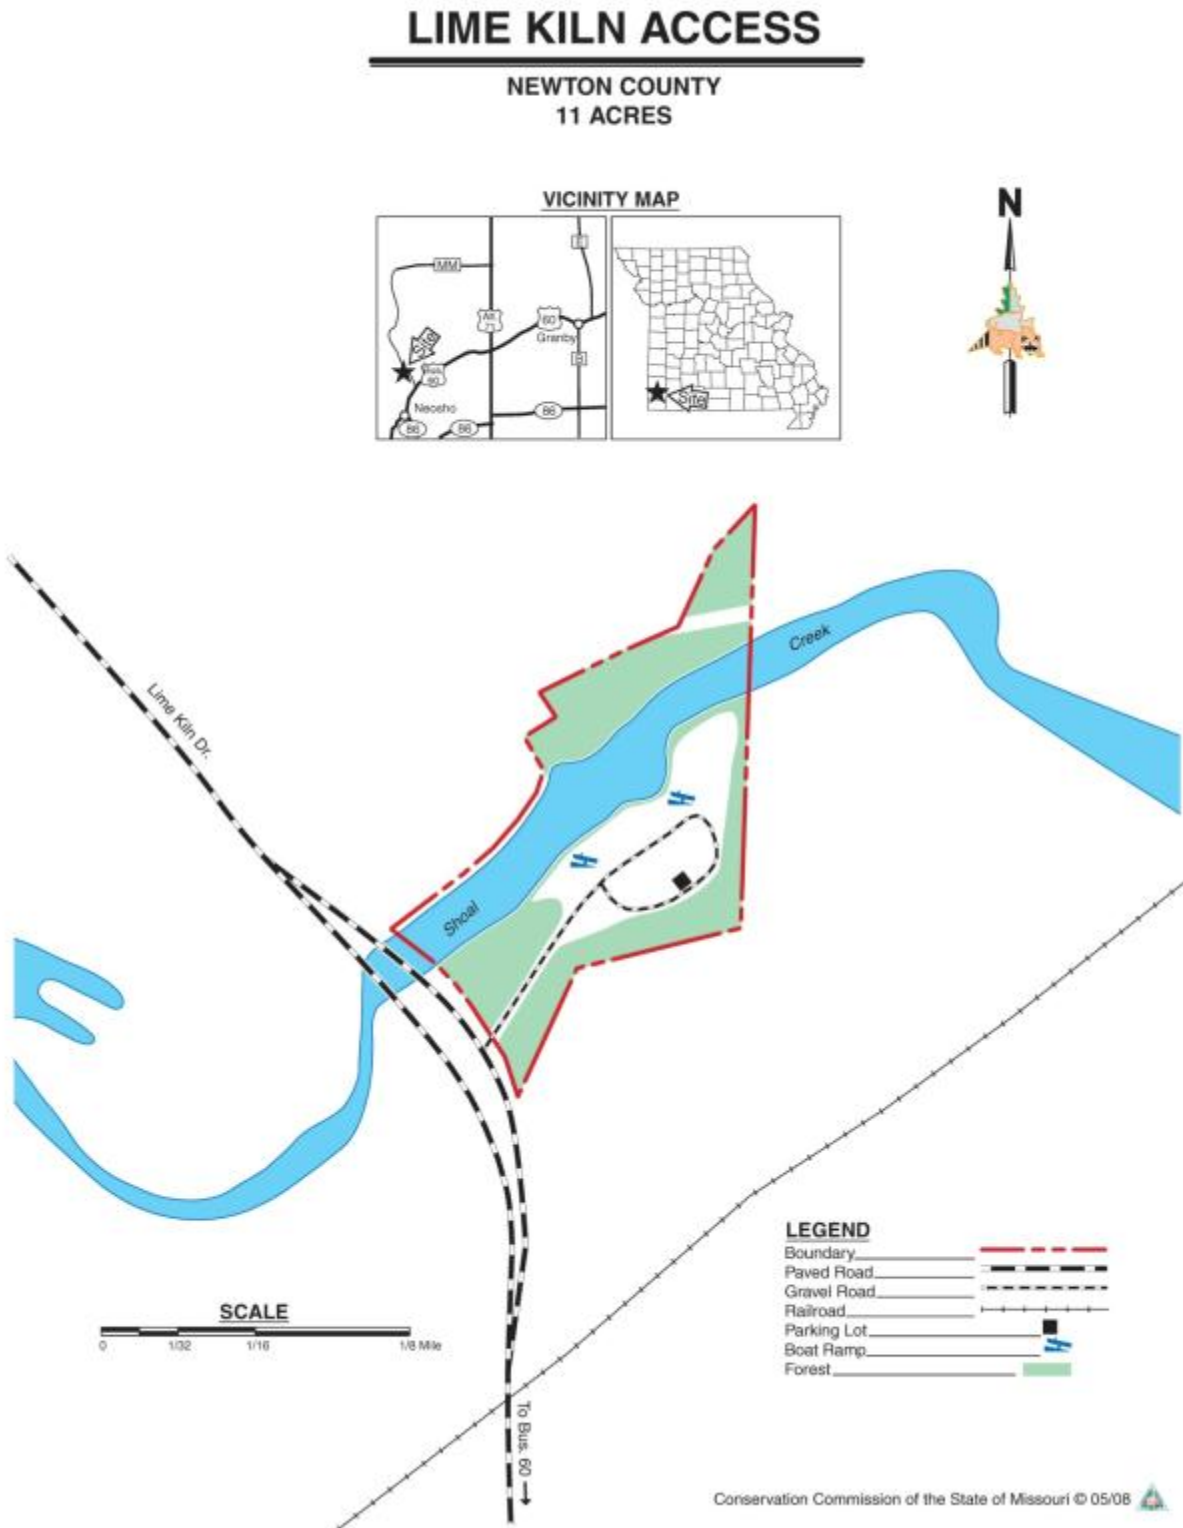 LIME KILN ACCESS
NEWTON COUNTY
11 ACRES
VICINITY MAP
N
MM
Alt.
71
60
Granby
Site
Bus.
60
Neosho
86
86
86
Site
Creek
Lime Kiln Dr.
Shoal
LEGEND
Boundary
Paved Road
Gravel Road
Railroad
Parking Lot
Boat Ramp
Forest
SCALE
0 1/32 1/16 1/8 Mile
To Bus. 60
Conservation Commission of the State of Missouri © 05/08